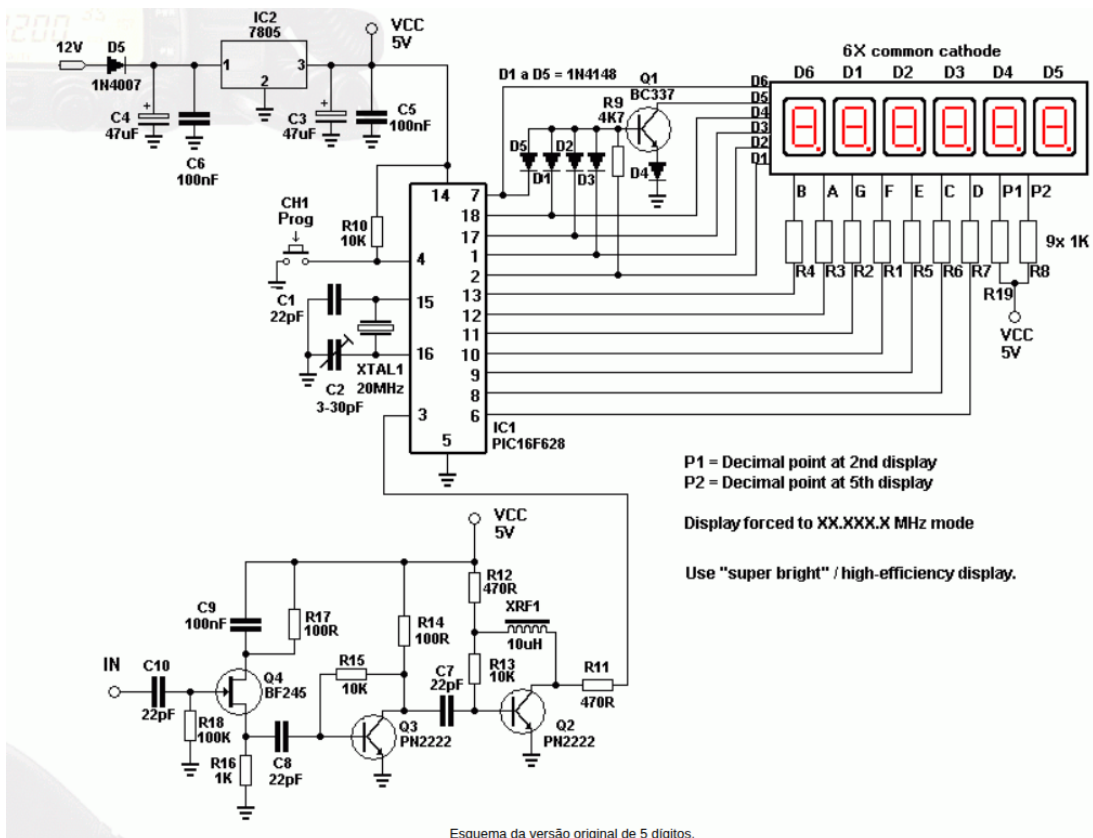 12V
D5
1N4007
IC2
7805
1
3
2
VCC
5V
C4
47uF
C6
100nF
C3
47uF
C5
100nF
D1 a D5 = 1N4148
Q1
BC337
R9
4K7
D5
D1
D2
D3
D4
6X common cathode
D6 D1 D2 D3 D4 D5
D6
D5
D4
D3
D2
D1
B A G F E C D P1 P2
9x 1K
R4 R3 R2 R1 R5 R6 R7 R19 R8
VCC
5V
CH1
Prog
R10
10K
C1
22pF
C2
3-30pF
XTAL1
20MHz
14
4
15
16
3
5
7
18
17
1
2
13
12
11
10
9
8
6
IC1
PIC16F628
P1 = Decimal point at 2nd display
P2 = Decimal point at 5th display
Display forced to XX.XXX.X MHz mode
Use "super bright" / high-efficiency display.
VCC
5V
R12
470R
XRF1
10uH
C9
100nF
R17
100R
R14
100R
R15
10K
C7
22pF
R13
10K
R11
470R
IN
C10
22pF
Q4
BF245
R18
100K
R16
1K
C8
22pF
Q3
PN2222
Q2
PN2222
Esquema da versão original de 5 dígitos.